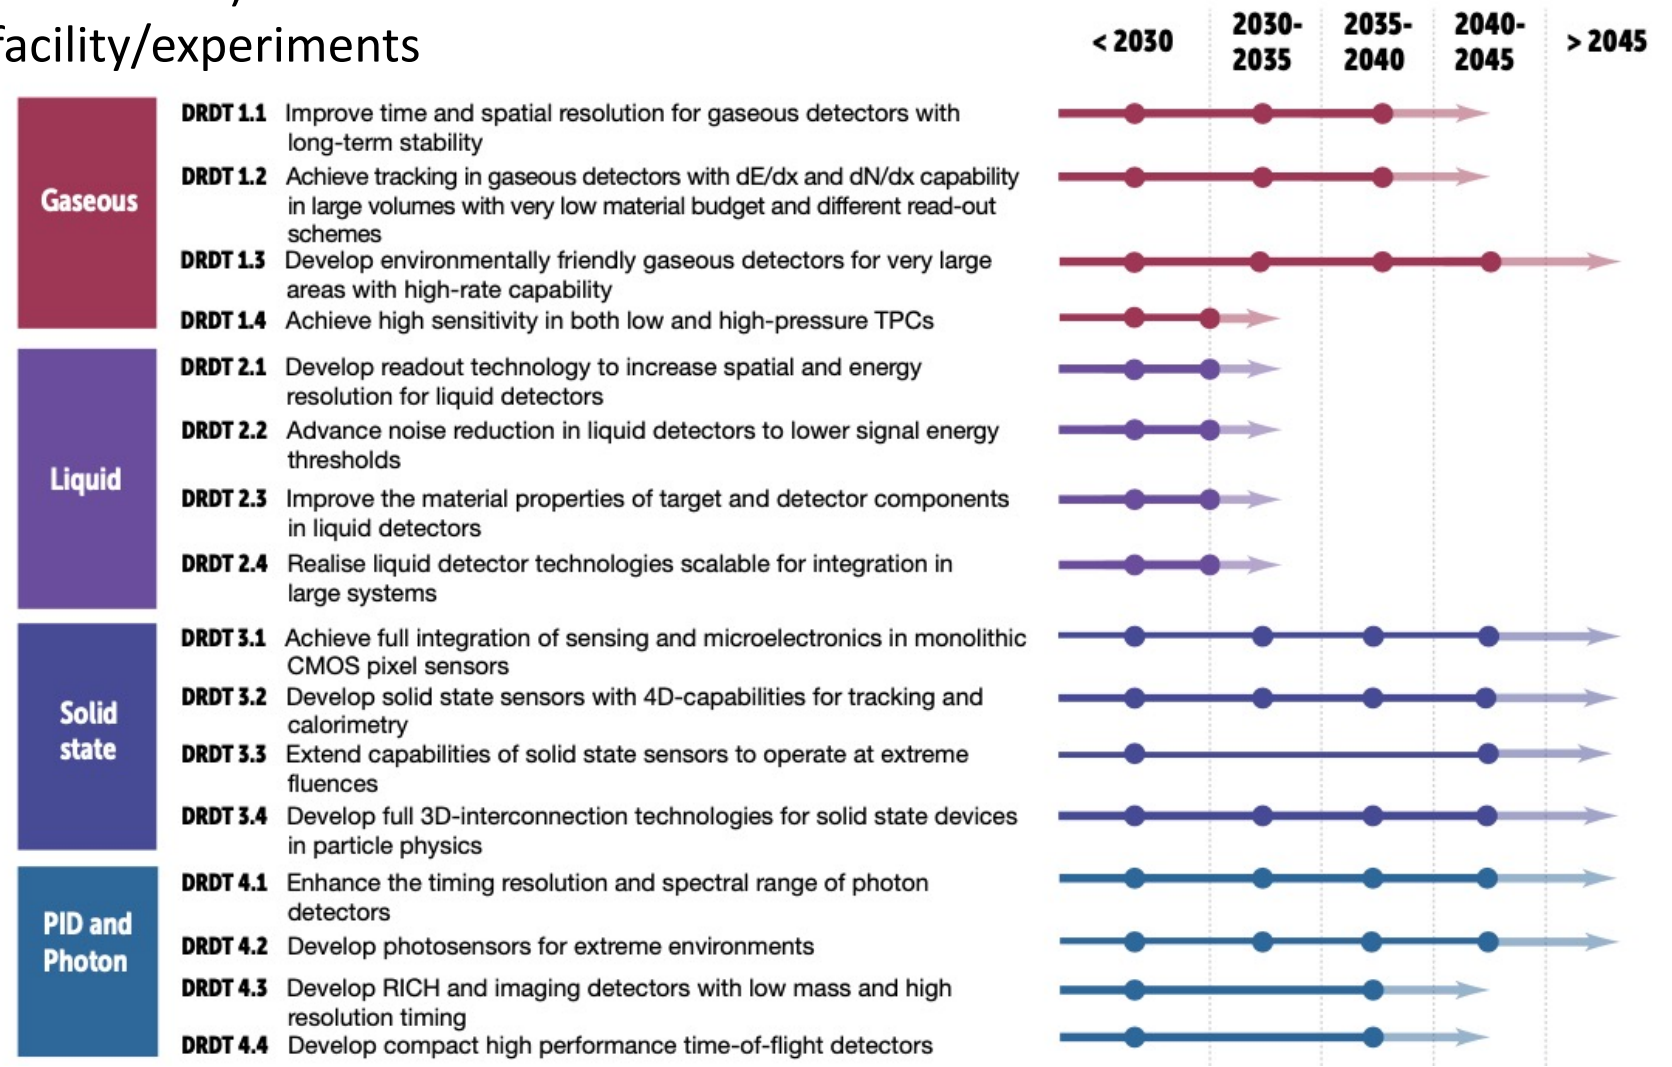 facility/experiments
< 2030
2030-
2035
2035-
2040
2040-
2045
> 2045
Gaseous
DRDT 1.1 Improve time and spatial resolution for gaseous detectors with
long-term stability
DRDT 1.2 Achieve tracking in gaseous detectors with dE/dx and dN/dx capability
in large volumes with very low material budget and different read-out
schemes
DRDT 1.3 Develop environmentally friendly gaseous detectors for very large
areas with high-rate capability
DRDT 1.4 Achieve high sensitivity in both low and high-pressure TPCs
Liquid
DRDT 2.1 Develop readout technology to increase spatial and energy
resolution for liquid detectors
DRDT 2.2 Advance noise reduction in liquid detectors to lower signal energy
thresholds
DRDT 2.3 Improve the material properties of target and detector components
in liquid detectors
DRDT 2.4 Realise liquid detector technologies scalable for integration in
large systems
Solid
state
DRDT 3.1 Achieve full integration of sensing and microelectronics in monolithic
CMOS pixel sensors
DRDT 3.2 Develop solid state sensors with 4D-capabilities for tracking and
calorimetry
DRDT 3.3 Extend capabilities of solid state sensors to operate at extreme
fluences
DRDT 3.4 Develop full 3D-interconnection technologies for solid state devices
in particle physics
PID and
Photon
DRDT 4.1 Enhance the timing resolution and spectral range of photon
detectors
DRDT 4.2 Develop photosensors for extreme environments
DRDT 4.3 Develop RICH and imaging detectors with low mass and high
resolution timing
DRDT 4.4 Develop compact high performance time-of-flight detectors